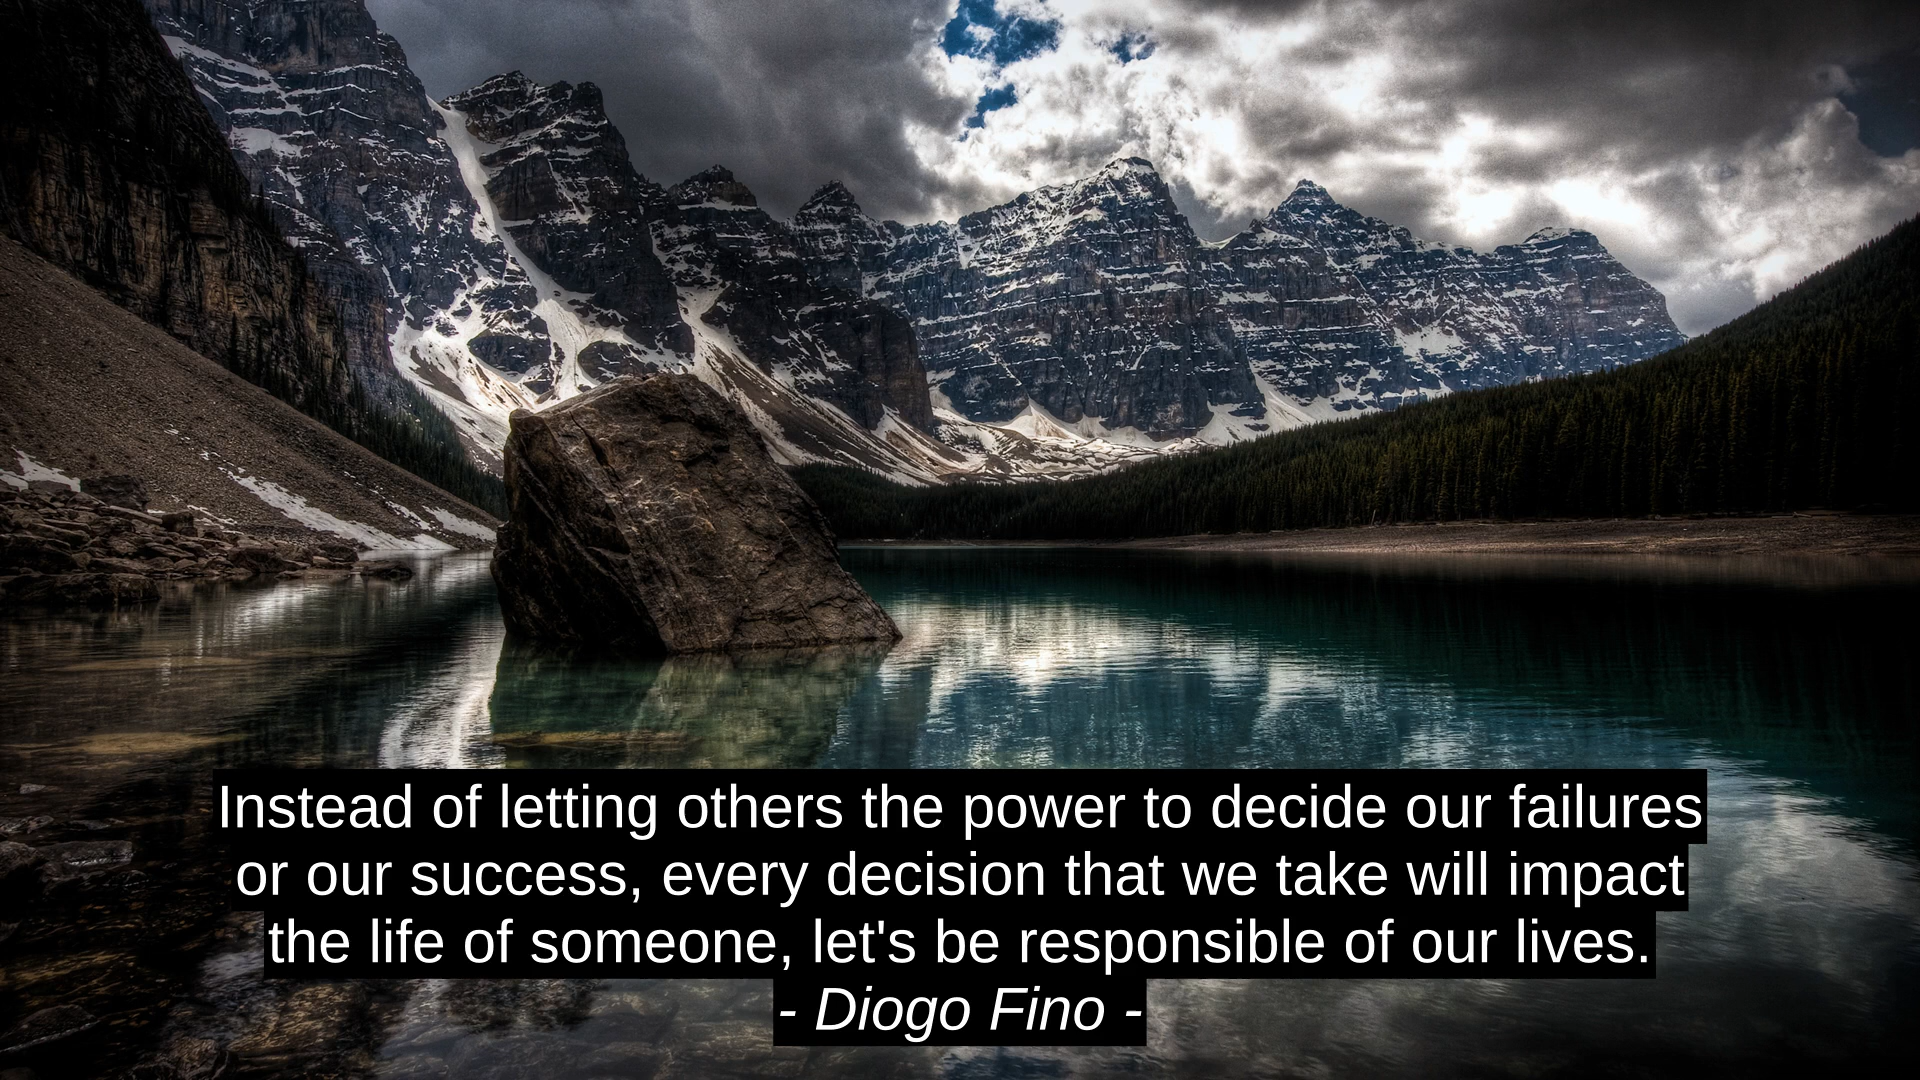 Instead of letting others the power to decide our failures
or our success, every decision that we take will impact
the life of someone, let's be responsible of our lives.
- Diogo Fino -